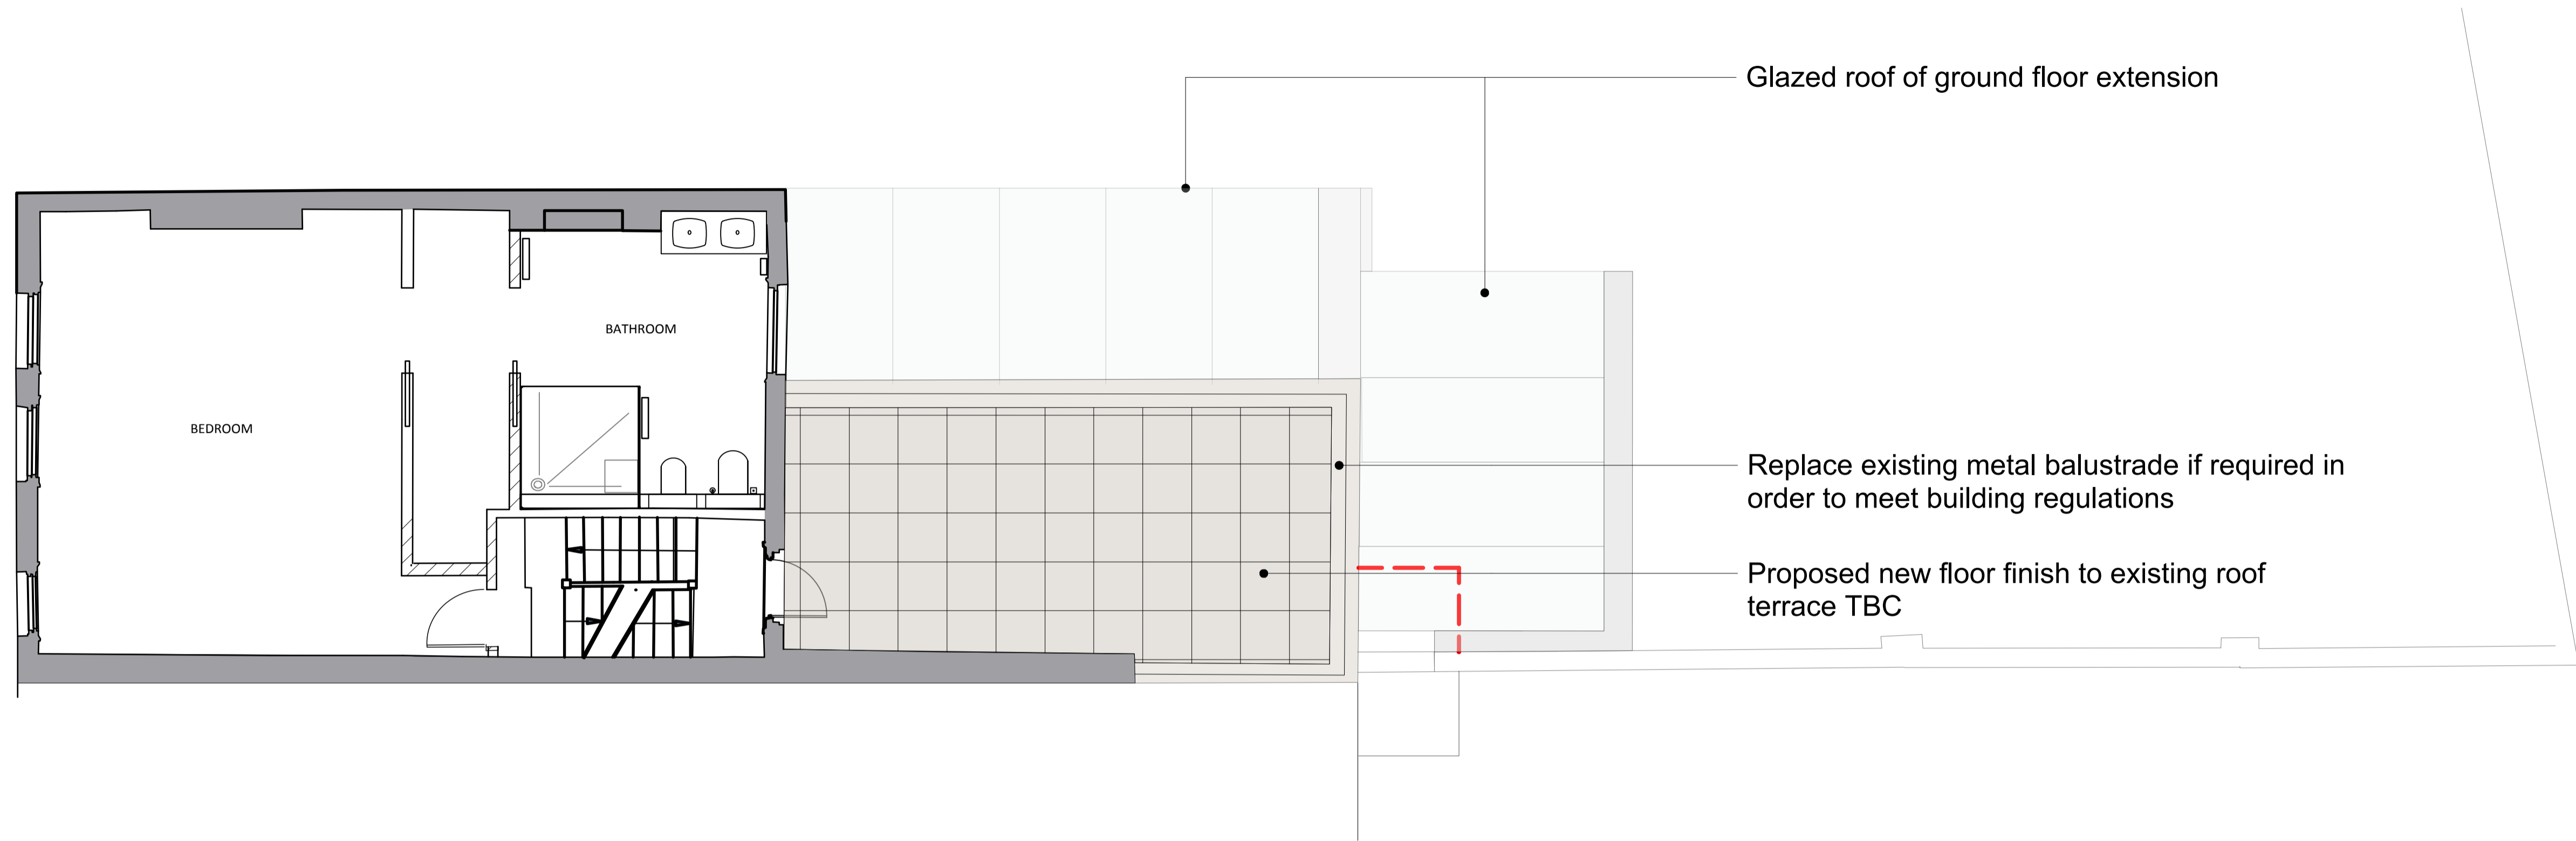 Glazed roof of ground floor extension
BATHROOM
BEDROOM
Replace existing metal balustrade if required in
order to meet building regulations
Proposed new floor finish to existing roof
terrace TBC